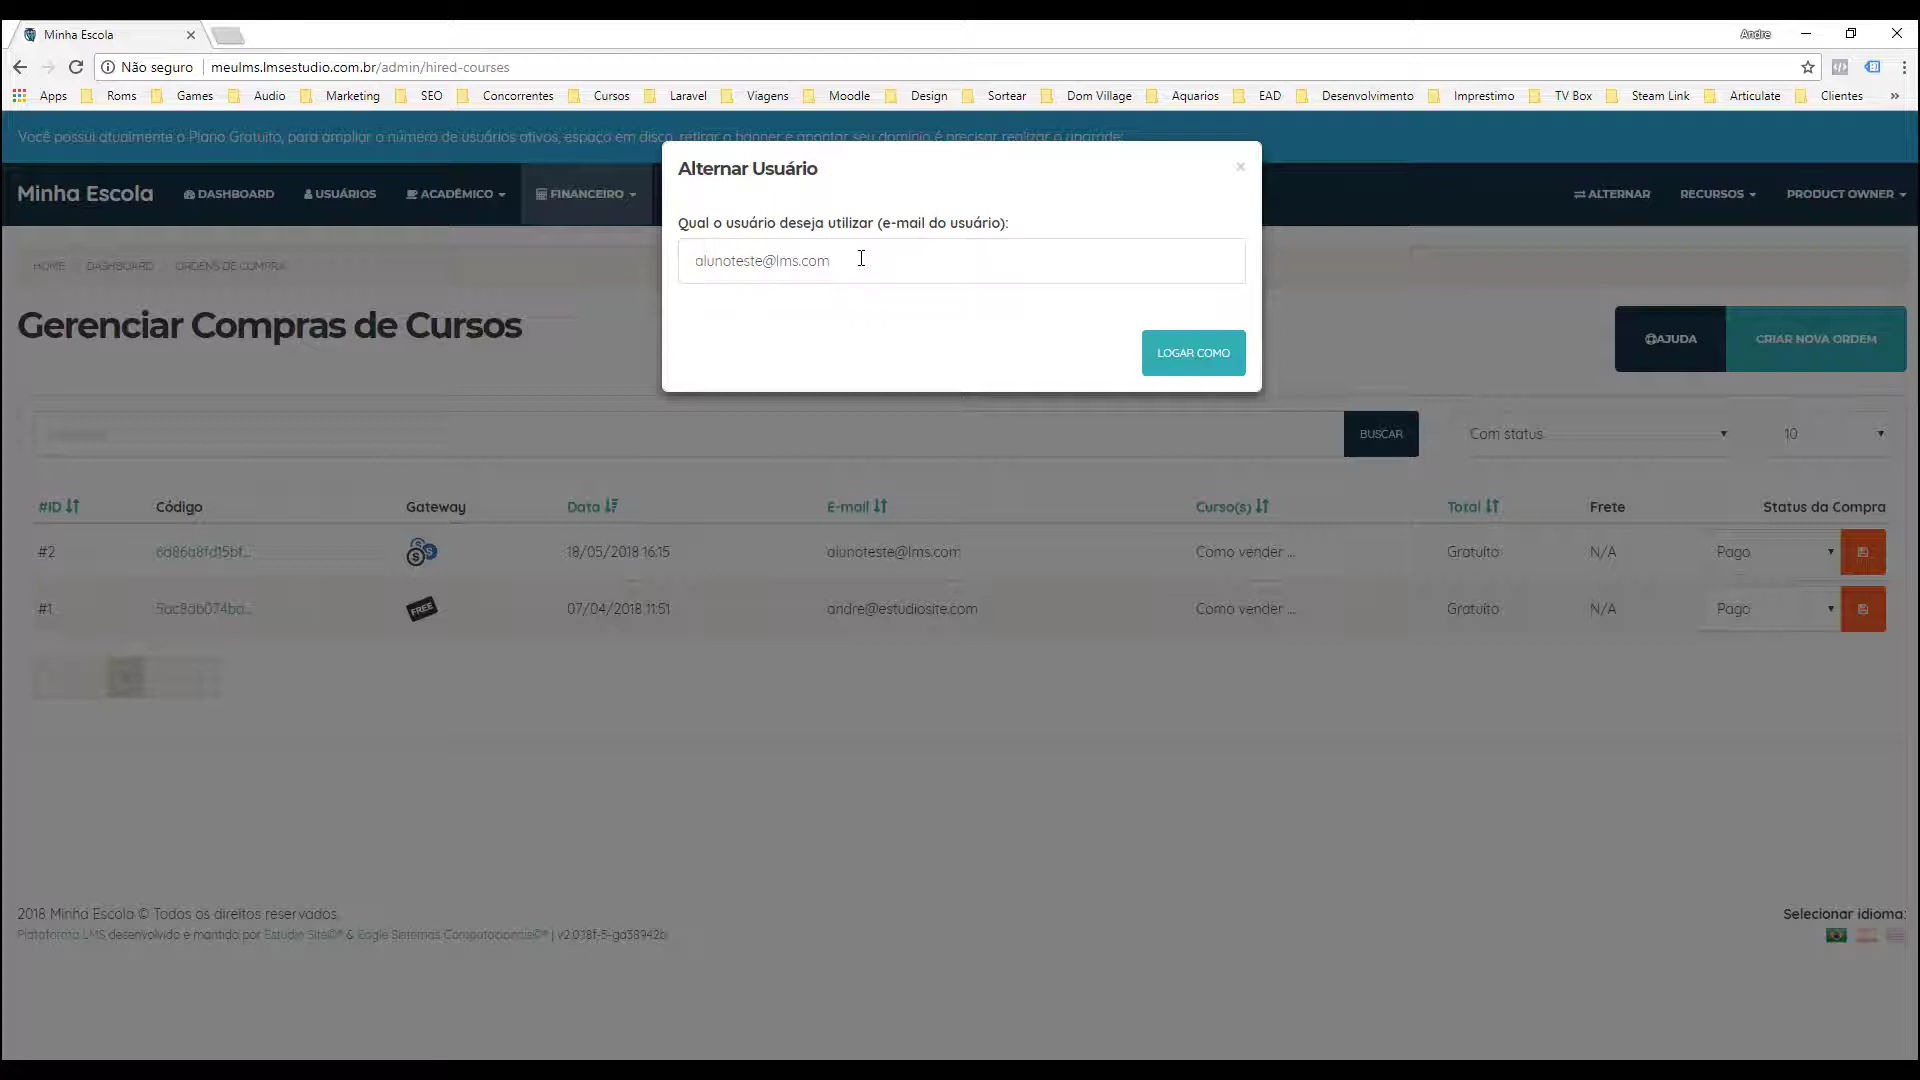 Minha Escola
Andre
Não seguro meulms.lmsestudio.com.br/admin/hired-courses
Apps Roms Games Audio Marketing SEO Concorrentes Cursos Laravel Viagens Moodle Design Sortear Dom Village Aquarios EAD Desenvolvimento Imprestimo TV Box Steam Link Articulate Clientes »
Você possui atualmente o Plano Gratuito, para ampliar o número de usuários ativos, espaço em disco, retirar o banner e apontar seu domínio é precisar realizar o upgrade:
Minha Escola DASHBOARD USUÁRIOS ACADÊMICO FINANCEIRO ALTERNAR RECURSOS PRODUCT OWNER
Alternar Usuário ×
Qual o usuário deseja utilizar (e-mail do usuário):
alunoteste@lms.com
LOGAR COMO
HOME DASHBOARD ORDENS DE COMPRA
Gerenciar Compras de Cursos
AJUDA CRIAR NOVA ORDEM
BUSCAR Com status 10
#ID Código Gateway Data E-mail Curso(s) Total Frete Status da Compra
#2 6d86a8fd15bf... 18/05/2018 16:15 alunoteste@lms.com Como vender ... Gratuito N/A Pago
#1 5ac8db074ba... FREE 07/04/2018 11:51 andre@estudiosite.com Como vender ... Gratuito N/A Pago
2018 Minha Escola © Todos os direitos reservados.
Plataforma LMS desenvolvido e mantido por Estudio Site©® & Eagle Sistemas Computacionais©® | v2.0.18f-5-ga38942b
Selecionar idioma: